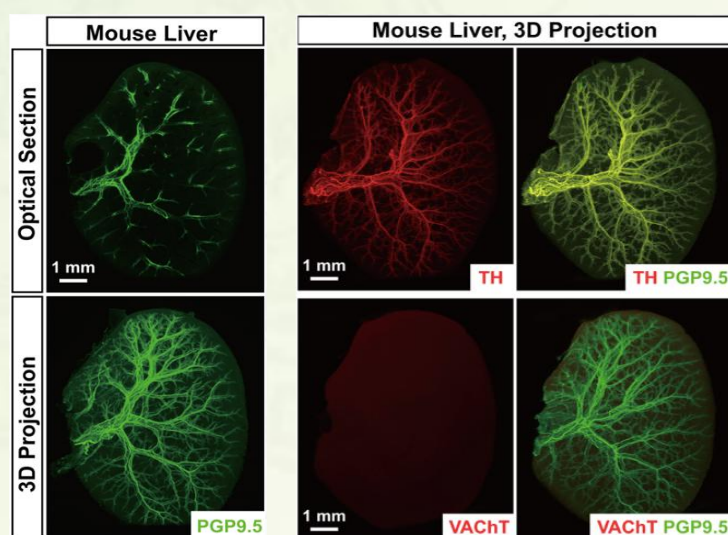 Mouse Liver
Optical Section
1 mm
3D Projection
PGP9.5
Mouse Liver, 3D Projection
1 mm
TH
TH PGP9.5
1 mm
VAChT
VAChT PGP9.5